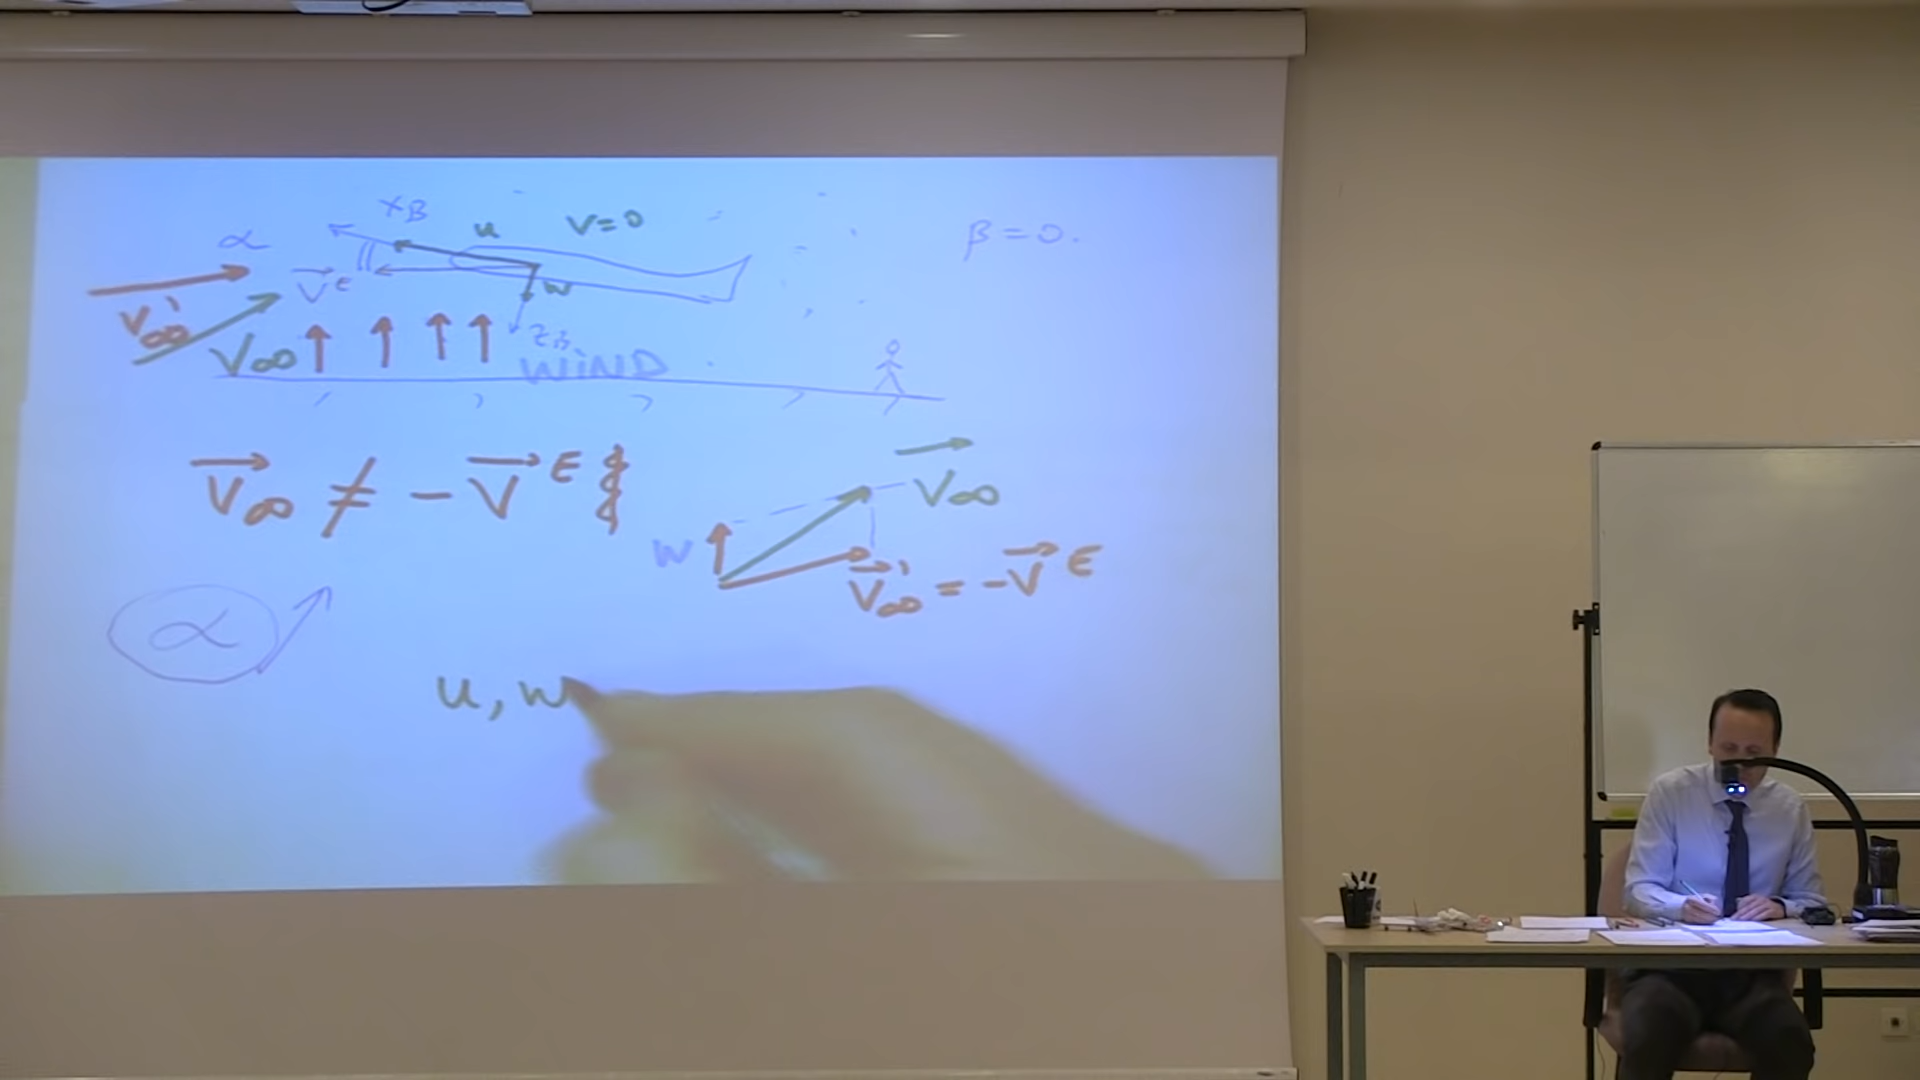 x_B
u
v=0
β=0.
α
V⃗^E
w
V'∞
V∞
z_B
WIND
V⃗∞ ≠ -V⃗^E
V⃗∞
W
V⃗'∞ = -V⃗^E
α
u, w